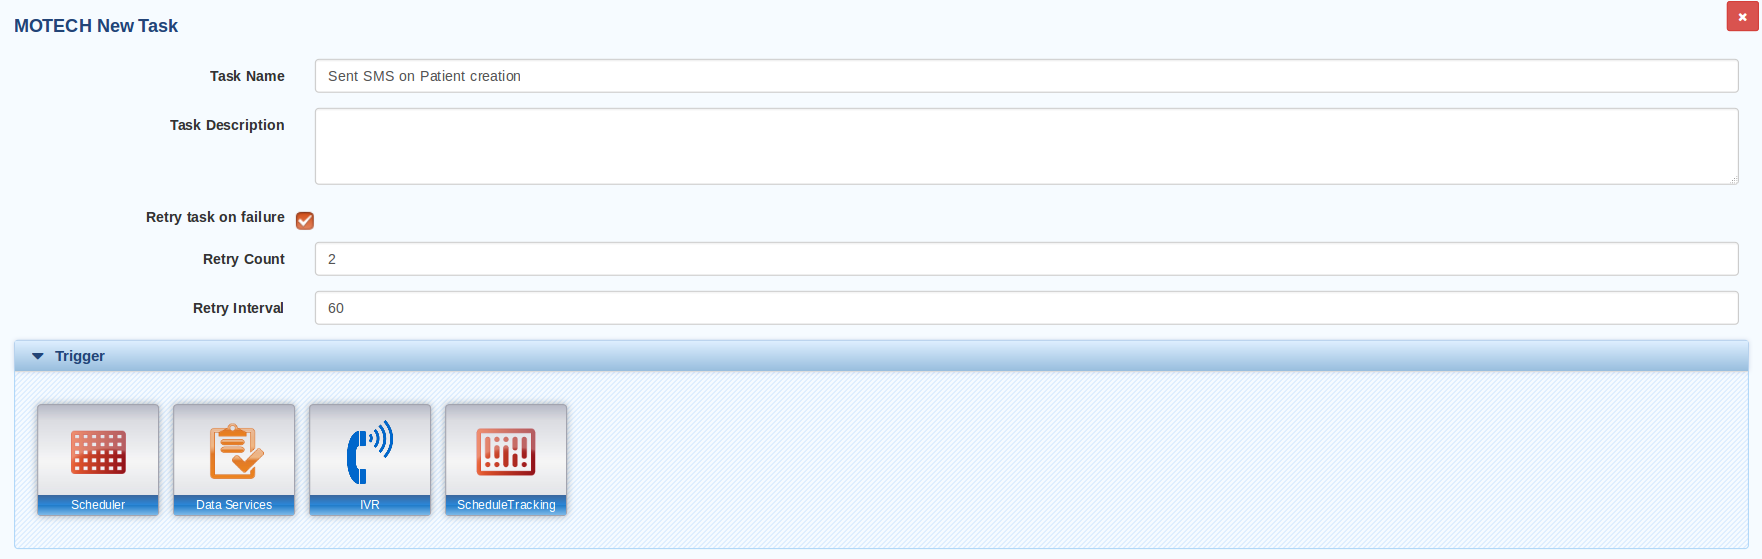 MOTECH New Task
Task Name
Sent SMS on Patient creation
Task Description
Retry task on failure
Retry Count
2
Retry Interval
60
Trigger
Scheduler
Data Services
IVR
ScheduleTracking